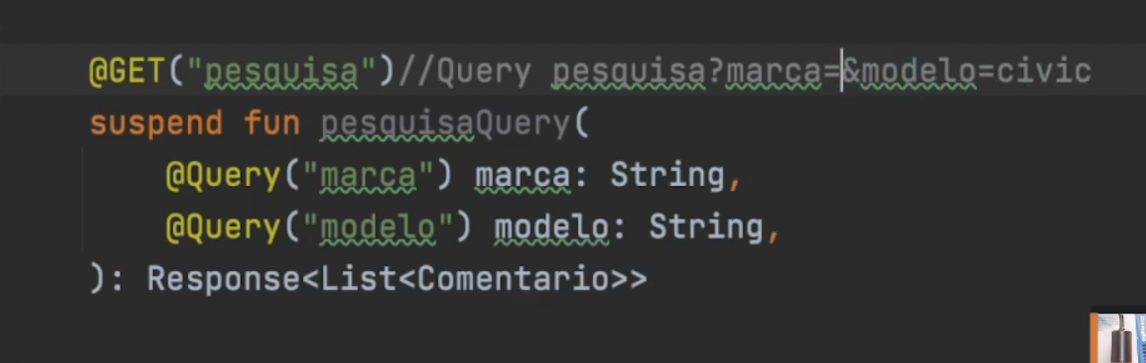 @GET("pesquisa")//Query pesquisa?marca=&modelo=civic
suspend fun pesquisaQuery(
    @Query("marca") marca: String,
    @Query("modelo") modelo: String,
): Response<List<Comentario>>